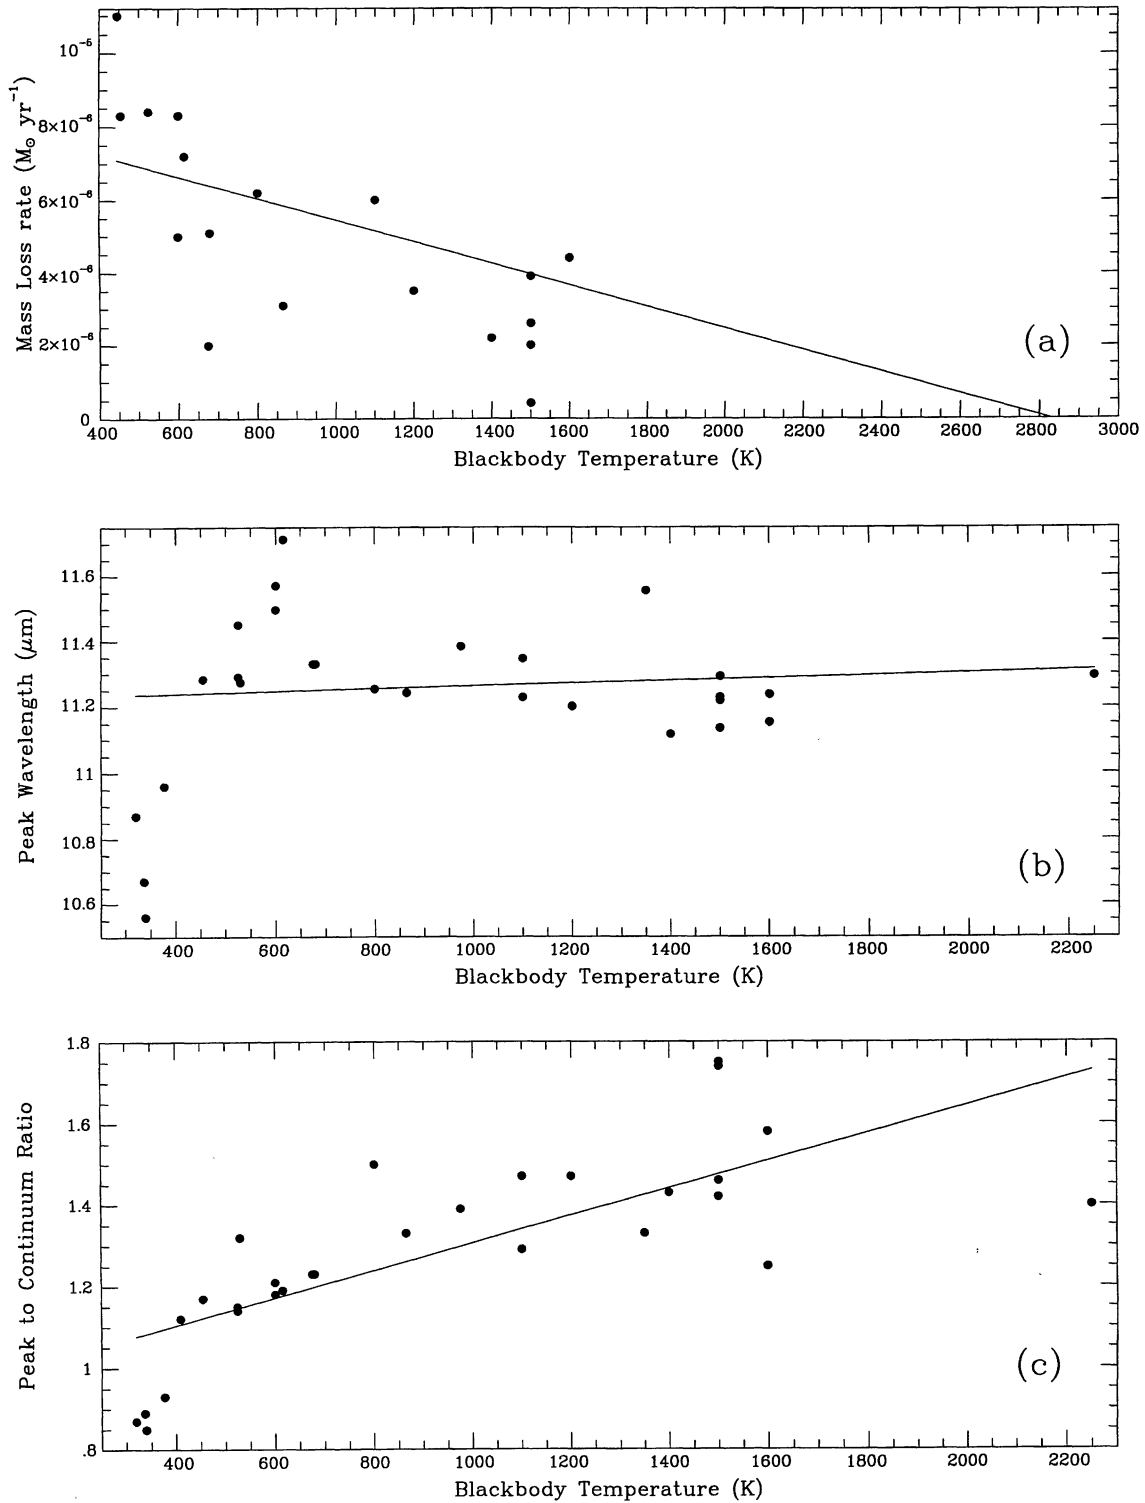 10⁻⁵
8×10⁻⁶
6×10⁻⁶
4×10⁻⁶
2×10⁻⁶
0
Mass Loss rate (M☉ yr⁻¹)
(a)
400 600 800 1000 1200 1400 1600 1800 2000 2200 2400 2600 2800 3000
Blackbody Temperature (K)
11.6
11.4
11.2
11
10.8
10.6
Peak Wavelength (μm)
(b)
400 600 800 1000 1200 1400 1600 1800 2000 2200
Blackbody Temperature (K)
1.8
1.6
1.4
1.2
1
.8
Peak to Continuum Ratio
(c)
400 600 800 1000 1200 1400 1600 1800 2000 2200
Blackbody Temperature (K)